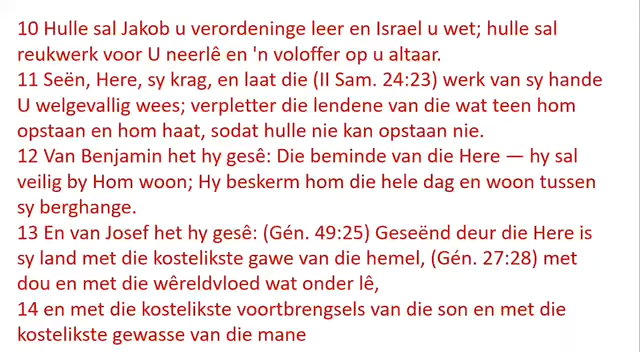 10 Hulle sal Jakob u verordeninge leer en Israel u wet; hulle sal
reukwerk voor U neerlê en 'n voloffer op u altaar.
11 Seën, Here, sy krag, en laat die (II Sam. 24:23) werk van sy hande
U welgevallig wees; verpletter die lendene van die wat teen hom
opstaan en hom haat, sodat hulle nie kan opstaan nie.
12 Van Benjamin het hy gesê: Die beminde van die Here — hy sal
veilig by Hom woon; Hy beskerm hom die hele dag en woon tussen
sy berghange.
13 En van Josef het hy gesê: (Gén. 49:25) Geseënd deur die Here is
sy land met die kostelikste gawe van die hemel, (Gén. 27:28) met
dou en met die wêreldvloed wat onder lê,
14 en met die kostelikste voortbrengsels van die son en met die
kostelikste gewasse van die mane